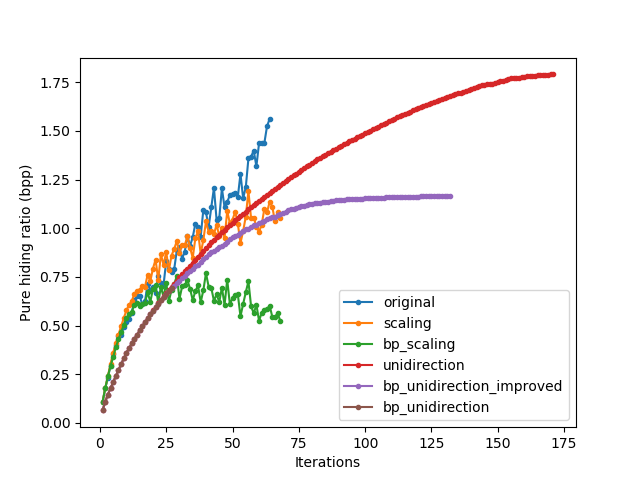 1.75
1.50
1.25
1.00
0.75
0.50
0.25
0.00
Pure hiding ratio (bpp)
original
scaling
bp_scaling
unidirection
bp_unidirection_improved
bp_unidirection
0 25 50 75 100 125 150 175
Iterations